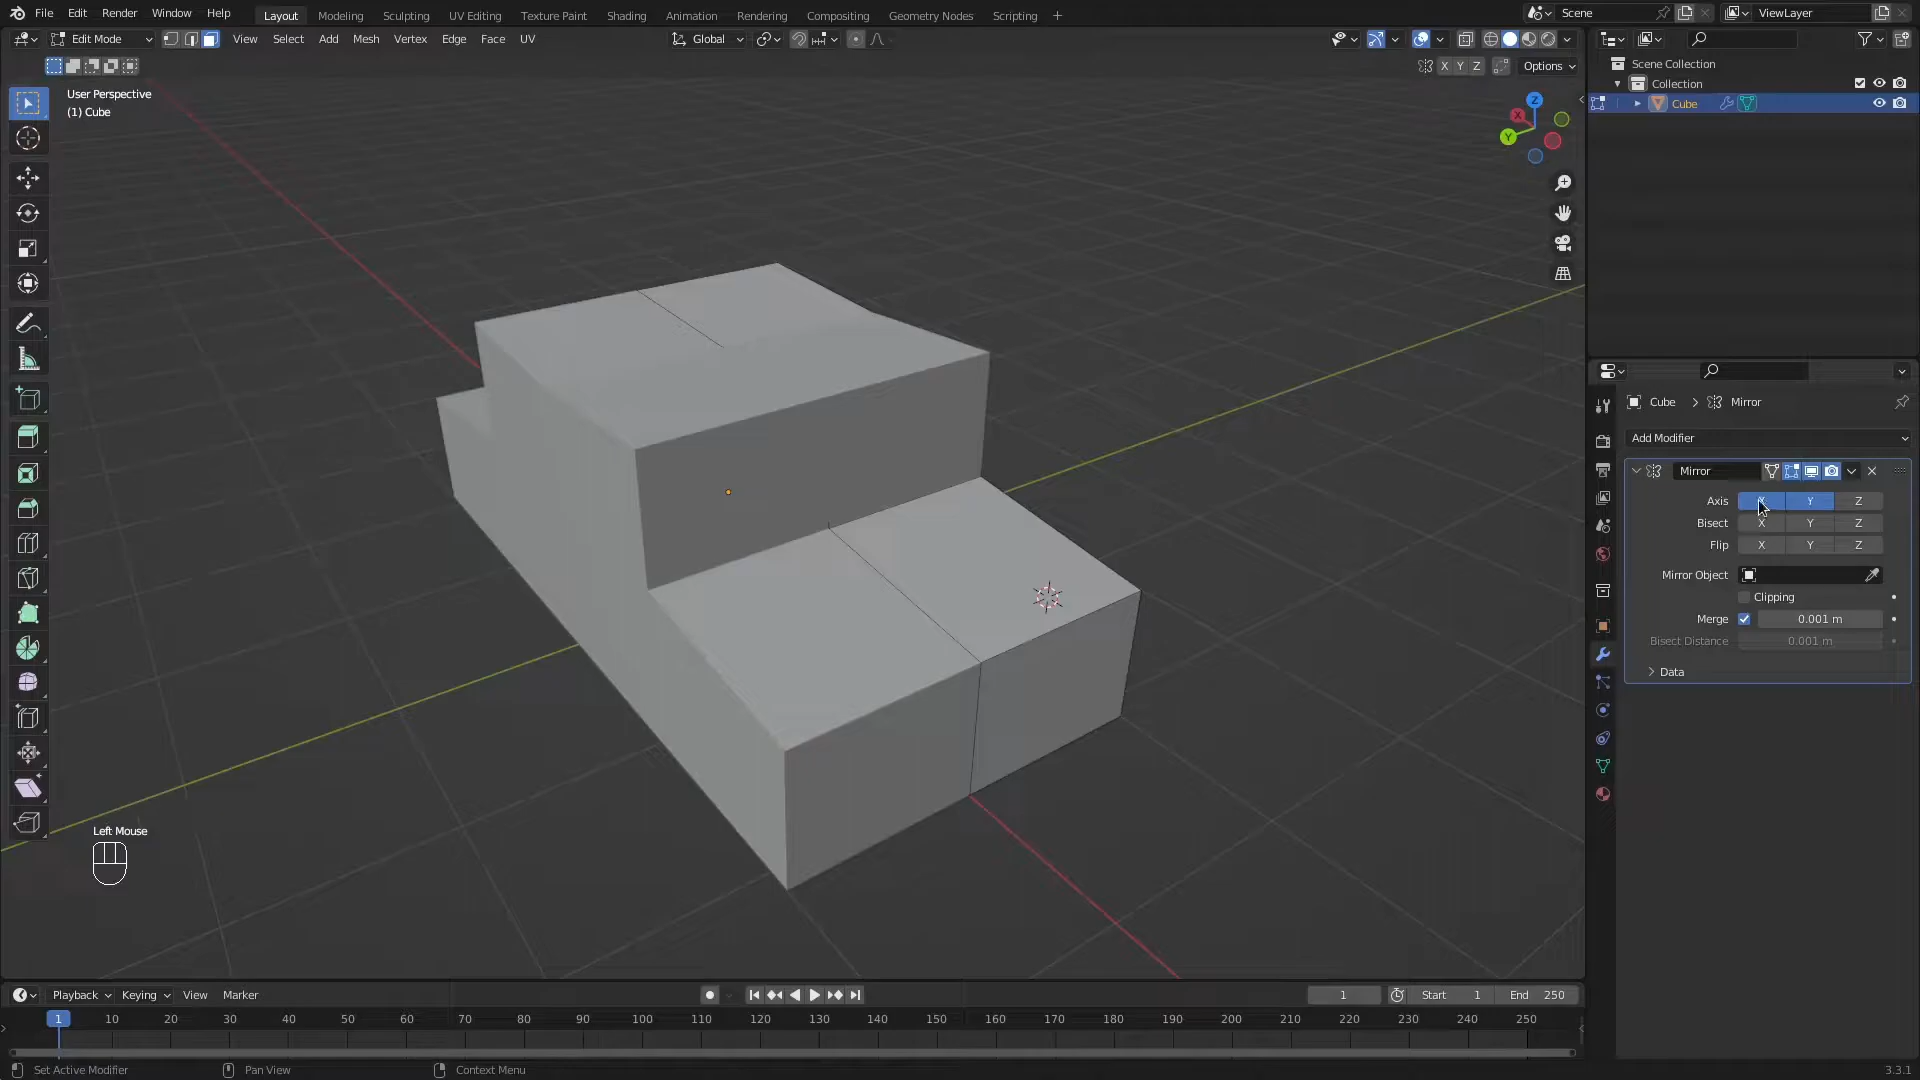 File Edit Render Window Help Layout Modeling Sculpting UV Editing Texture Paint Shading Animation Rendering Compositing Geometry Nodes Scripting + Scene ViewLayer
Edit Mode View Select Add Mesh Vertex Edge Face UV Global
X Y Z Options
User Perspective
(1) Cube
Z
X
Y
Scene Collection
Collection
Cube
Cube > Mirror
Add Modifier
Mirror
Axis X Y Z
Bisect X Y Z
Flip X Y Z
Mirror Object
Clipping
Merge 0.001 m
Bisect Distance 0.001 m
Data
Left Mouse
Playback Keying View Marker 1 Start 1 End 250
1 10 20 30 40 50 60 70 80 90 100 110 120 130 140 150 160 170 180 190 200 210 220 230 240 250
Set Active Modifier Pan View Context Menu 3.3.1